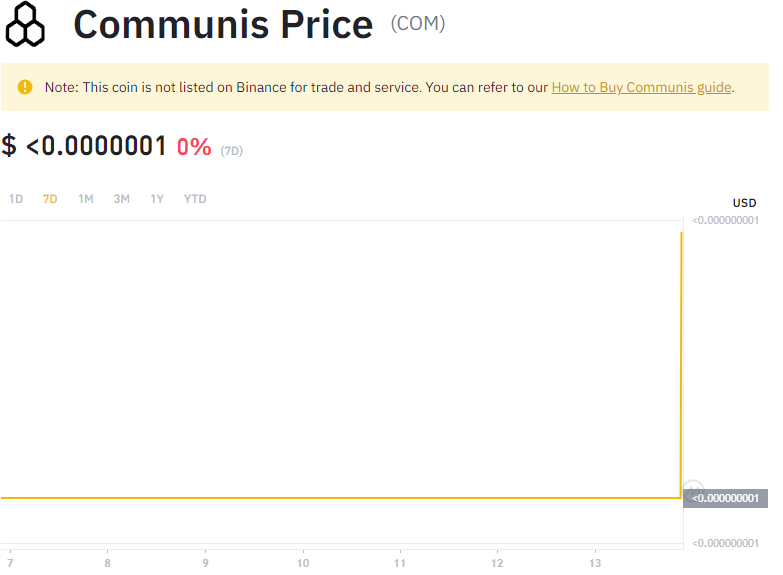 Communis Price (COM)
Note: This coin is not listed on Binance for trade and service. You can refer to our How to Buy Communis guide.
$ <0.0000001 0% (7D)
1D 7D 1M 3M 1Y YTD
USD
<0.000000001
<0.000000001
<0.000000001
7 8 9 10 11 12 13